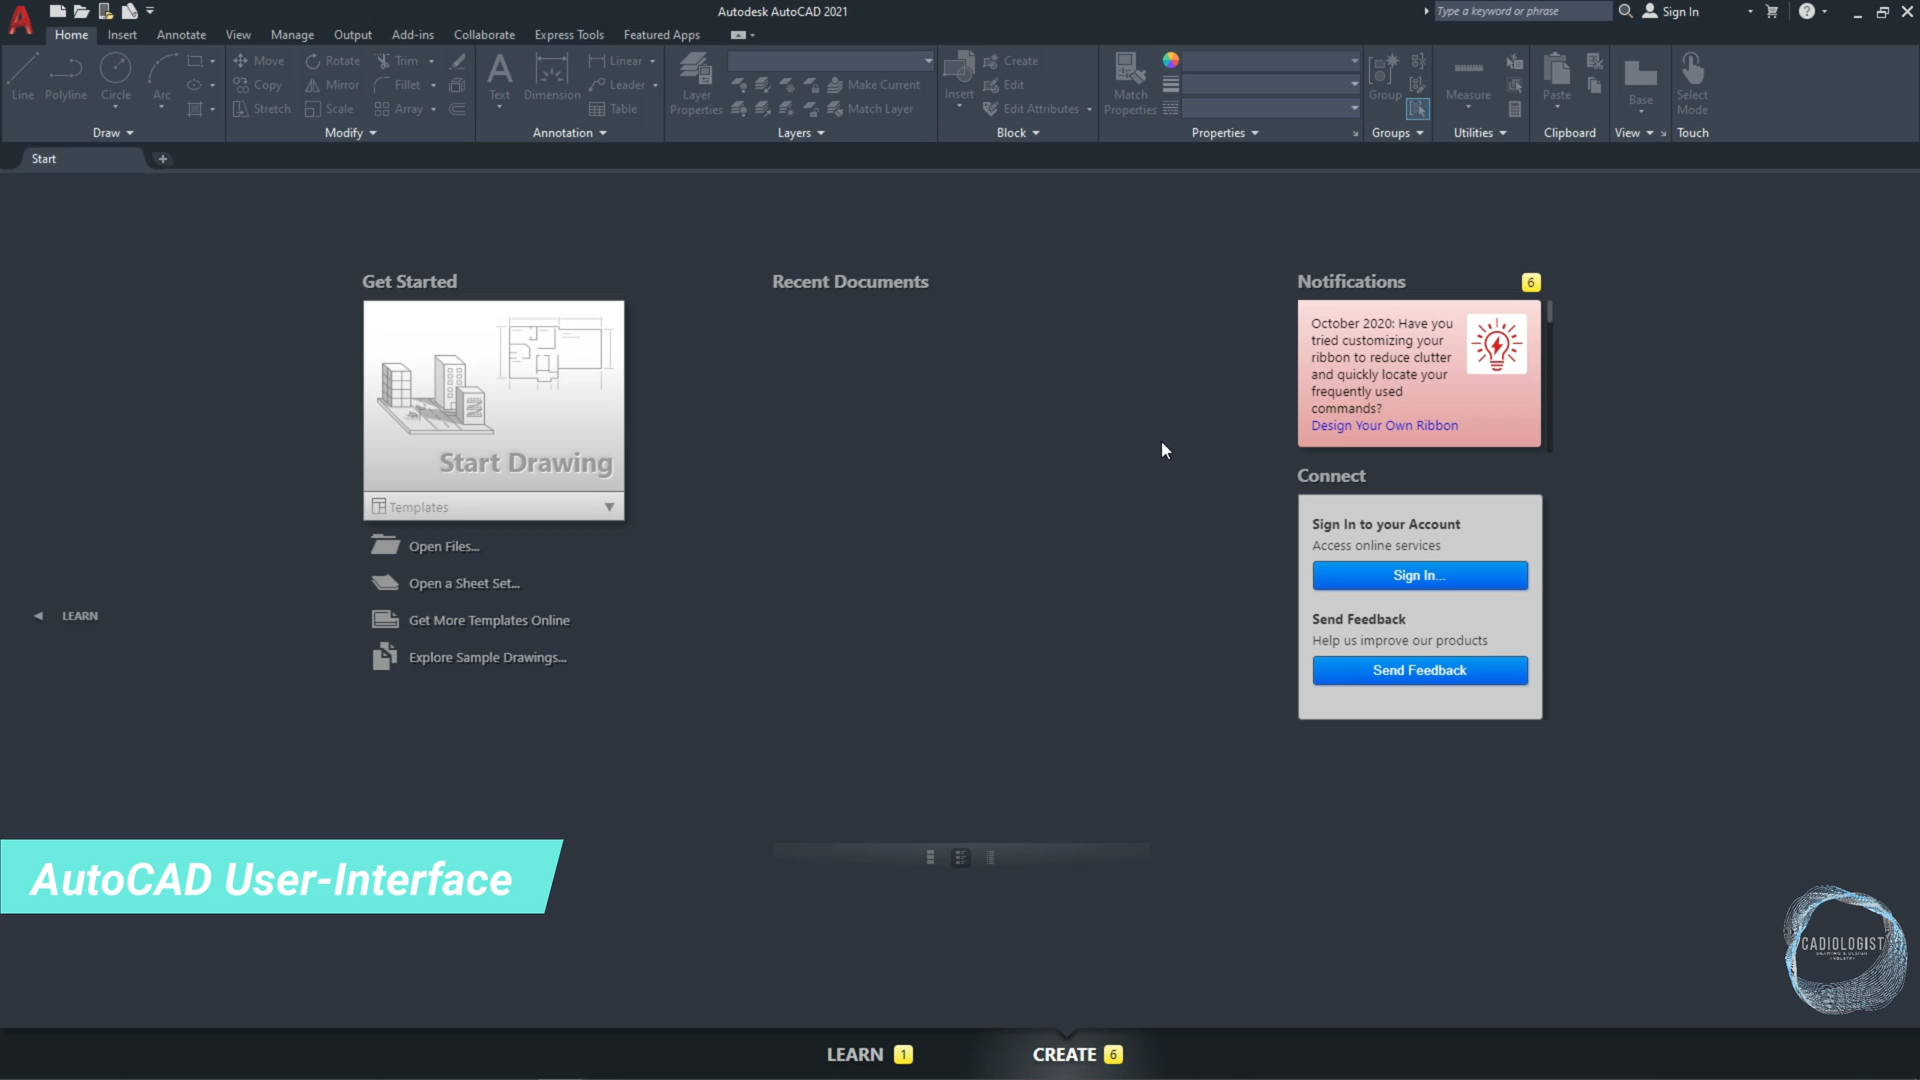 Autodesk AutoCAD 2021
Type a keyword or phrase
Sign In
Home Insert Annotate View Manage Output Add-ins Collaborate Express Tools Featured Apps
Line Polyline Circle Arc
Move Rotate Trim
Copy Mirror Fillet
Stretch Scale Array
Text Dimension
Linear
Leader
Table
Layer Properties
Make Current
Match Layer
Insert
Create
Edit
Edit Attributes
Match Properties
Group
Measure
Paste
Base
Select Mode
Draw Modify Annotation Layers Block Properties Groups Utilities Clipboard View Touch
Start
Get Started
Start Drawing
Templates
Open Files...
Open a Sheet Set...
Get More Templates Online
Explore Sample Drawings...
LEARN
Recent Documents
Notifications 6
October 2020: Have you
tried customizing your
ribbon to reduce clutter
and quickly locate your
frequently used
commands?
Design Your Own Ribbon
Connect
Sign In to your Account
Access online services
Sign In...
Send Feedback
Help us improve our products
Send Feedback
AutoCAD User-Interface
CADIOLOGIST
LEARN 1
CREATE 6